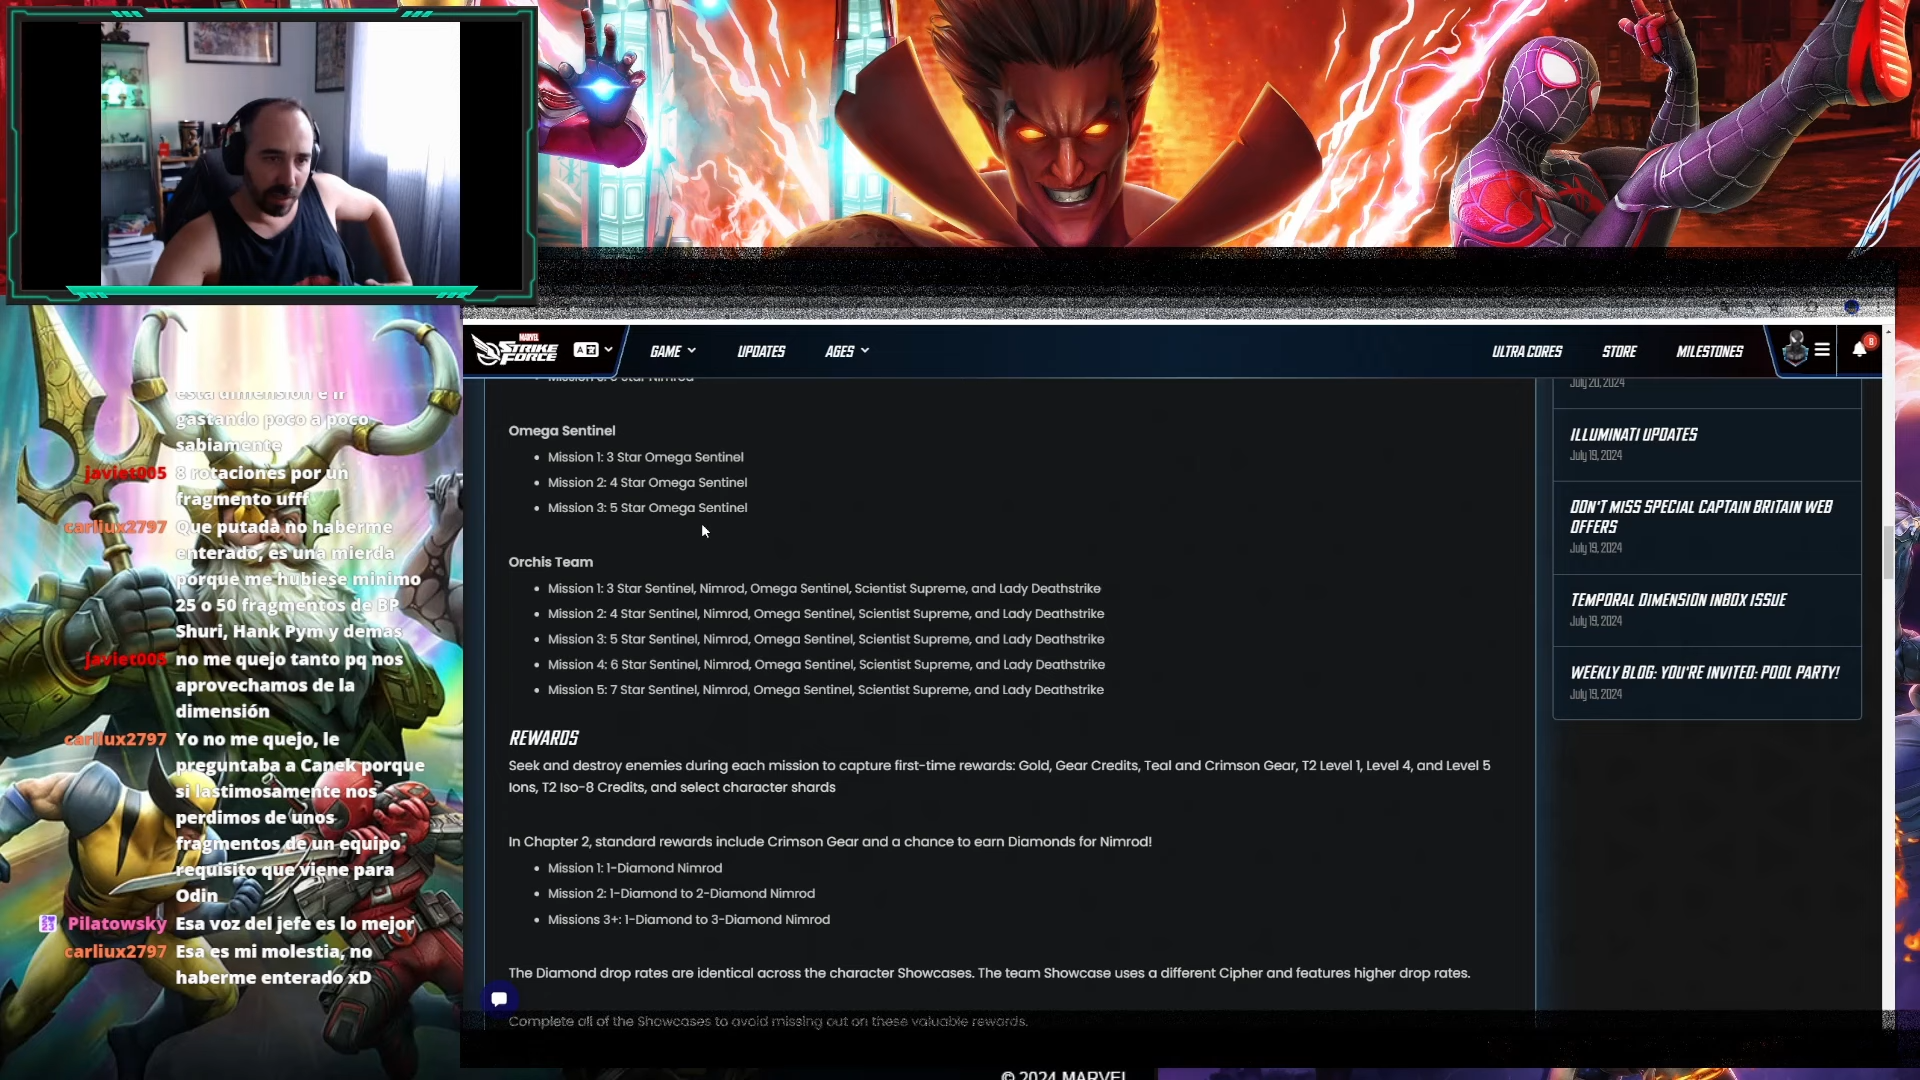 MARVEL
STRIKE FORCE
GAME
UPDATES
AGES
ULTRA CORES
STORE
MILESTONES
8
Omega Sentinel
Mission 1: 3 Star Omega Sentinel
Mission 2: 4 Star Omega Sentinel
Mission 3: 5 Star Omega Sentinel
Orchis Team
Mission 1: 3 Star Sentinel, Nimrod, Omega Sentinel, Scientist Supreme, and Lady Deathstrike
Mission 2: 4 Star Sentinel, Nimrod, Omega Sentinel, Scientist Supreme, and Lady Deathstrike
Mission 3: 5 Star Sentinel, Nimrod, Omega Sentinel, Scientist Supreme, and Lady Deathstrike
Mission 4: 6 Star Sentinel, Nimrod, Omega Sentinel, Scientist Supreme, and Lady Deathstrike
Mission 5: 7 Star Sentinel, Nimrod, Omega Sentinel, Scientist Supreme, and Lady Deathstrike
REWARDS
Seek and destroy enemies during each mission to capture first-time rewards: Gold, Gear Credits, Teal and Crimson Gear, T2 Level 1, Level 4, and Level 5
Ions, T2 Iso-8 Credits, and select character shards
In Chapter 2, standard rewards include Crimson Gear and a chance to earn Diamonds for Nimrod!
Mission 1: 1-Diamond Nimrod
Mission 2: 1-Diamond to 2-Diamond Nimrod
Missions 3+: 1-Diamond to 3-Diamond Nimrod
The Diamond drop rates are identical across the character Showcases. The team Showcase uses a different Cipher and features higher drop rates.
Complete all of the Showcases to avoid missing out on these valuable rewards.
July 20, 2024
ILLUMINATI UPDATES
July 19, 2024
DON'T MISS SPECIAL CAPTAIN BRITAIN WEB
OFFERS
July 19, 2024
TEMPORAL DIMENSION INBOX ISSUE
July 19, 2024
WEEKLY BLOG: YOU'RE INVITED: POOL PARTY!
July 19, 2024
esta dimension e ir
gastando poco a poco
sabiamente
javiet005 8 rotaciones por un
fragmento ufff
carliux2797 Que putada no haberme
enterado, es una mierda
porque me hubiese minimo
25 o 50 fragmentos de BP
Shuri, Hank Pym y demas
javiet005 no me quejo tanto pq nos
aprovechamos de la
dimensión
carliux2797 Yo no me quejo, le
preguntaba a Canek porque
si lastimosamente nos
perdimos de unos
fragmentos de un equipo
requisito que viene para
Odin
Pilatowsky Esa voz del jefe es lo mejor
carliux2797 Esa es mi molestia, no
haberme enterado xD
© 2024 MARVEL